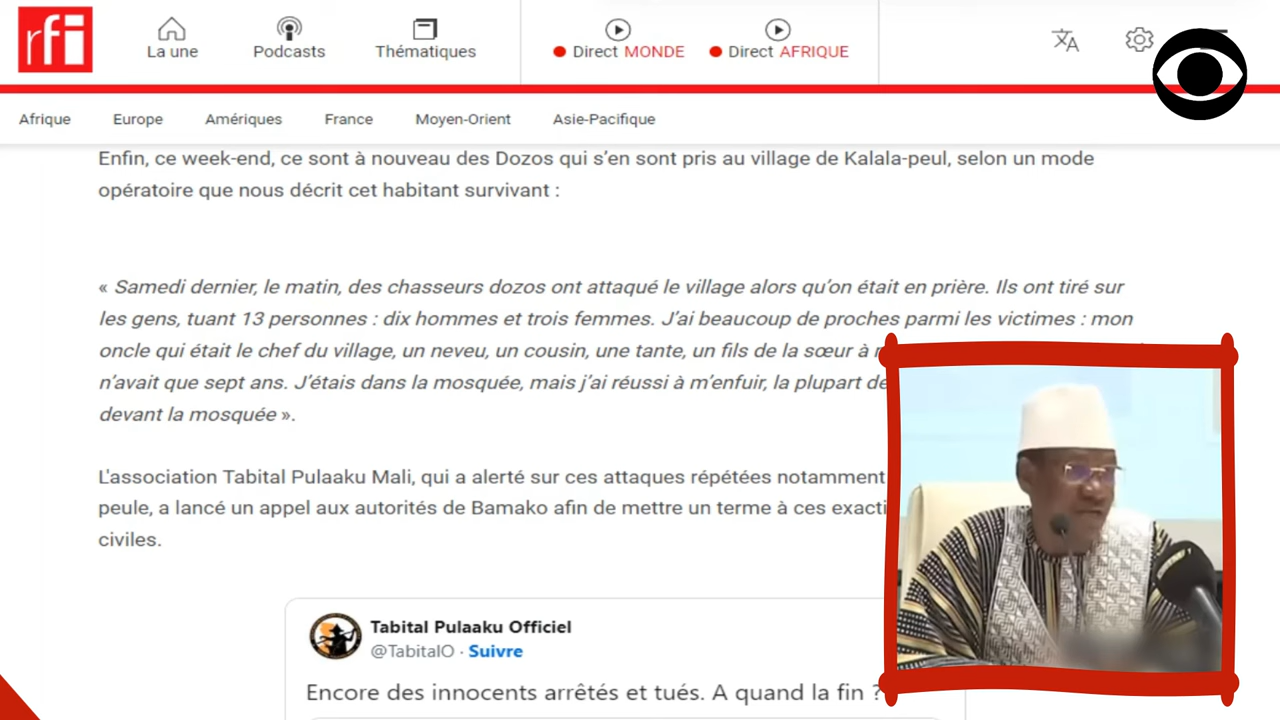 rfi
La une
Podcasts
Thématiques
Direct MONDE
Direct AFRIQUE
Afrique
Europe
Amériques
France
Moyen-Orient
Asie-Pacifique
Enfin, ce week-end, ce sont à nouveau des Dozos qui s'en sont pris au village de Kalala-peul, selon un mode
opératoire que nous décrit cet habitant survivant :
« Samedi dernier, le matin, des chasseurs dozos ont attaqué le village alors qu'on était en prière. Ils ont tiré sur
les gens, tuant 13 personnes : dix hommes et trois femmes. J'ai beaucoup de proches parmi les victimes : mon
oncle qui était le chef du village, un neveu, un cousin, une tante, un fils de la sœur à
n'avait que sept ans. J'étais dans la mosquée, mais j'ai réussi à m'enfuir, la plupart
devant la mosquée ».
L'association Tabital Pulaaku Mali, qui a alerté sur ces attaques répétées notamment
peule, a lancé un appel aux autorités de Bamako afin de mettre un terme à ces
civiles.
Tabital Pulaaku Officiel
@TabitalO · Suivre
Encore des innocents arrêtés et tués. A quand la fin ?